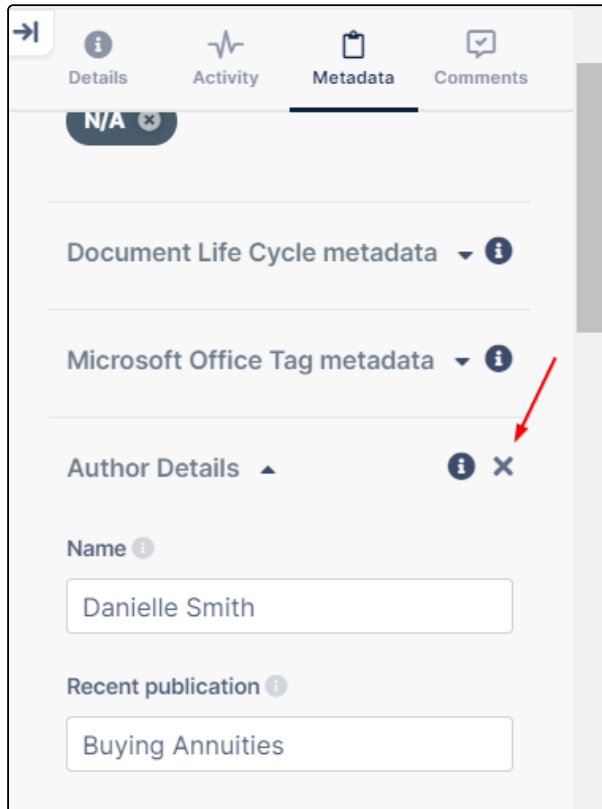 Details Activity Metadata Comments
N/A
Document Life Cycle metadata
Microsoft Office Tag metadata
Author Details
Name
Danielle Smith
Recent publication
Buying Annuities